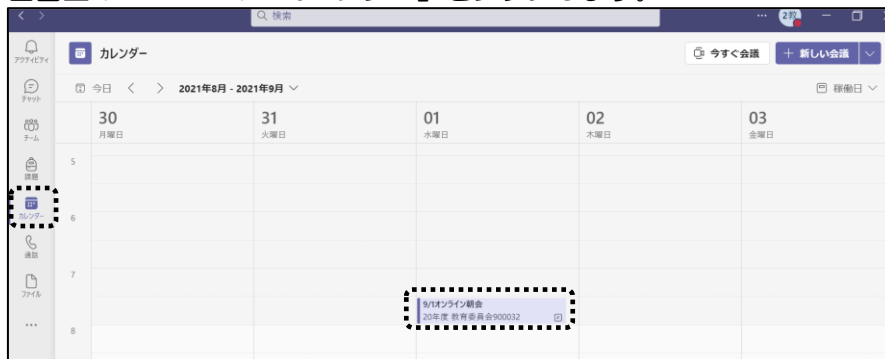 検索
2教
アクティビティ
カレンダー
今すぐ会議
+ 新しい会議
チャット
今日 < > 2021年8月 - 2021年9月
稼働日
チーム
30
月曜日
31
火曜日
01
水曜日
02
木曜日
03
金曜日
課題
5
カレンダー
6
通話
7
ファイル
9/1オンライン朝会
20年度 教育委員会900032
8